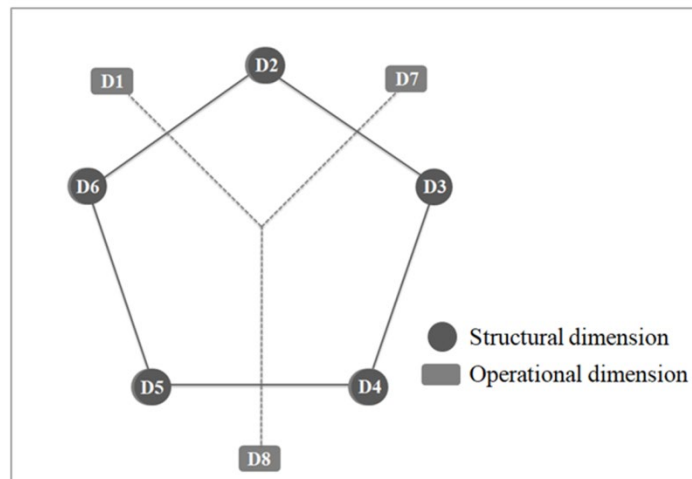 D2
D1
D7
D6
D3
Structural dimension
Operational dimension
D5
D4
D8